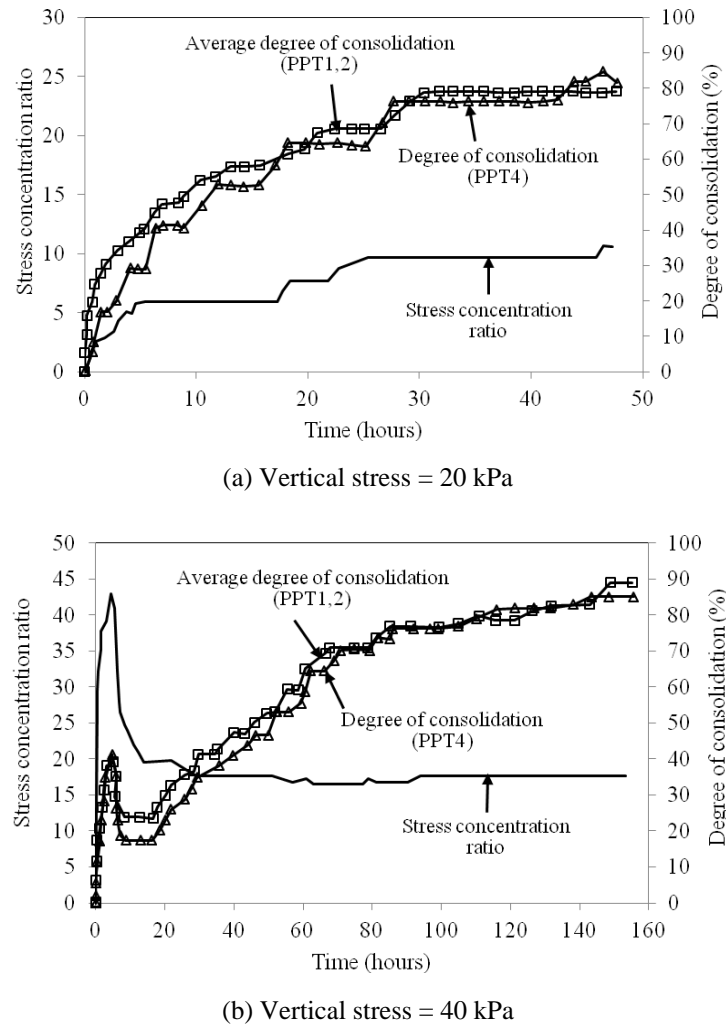 30
25
20
15
10
5
0
100
90
80
70
60
50
40
30
20
10
0
Stress concentration ratio
Degree of consolidation (%)
Average degree of consolidation
(PPT1,2)
Degree of consolidation
(PPT4)
Stress concentration
ratio
0 10 20 30 40 50
Time (hours)
(a) Vertical stress = 20 kPa
50
45
40
35
30
25
20
15
10
5
0
100
90
80
70
60
50
40
30
20
10
0
Stress concentration ratio
Degree of consolidation (%)
Average degree of consolidation
(PPT1,2)
Degree of consolidation
(PPT4)
Stress concentration
ratio
0 20 40 60 80 100 120 140 160
Time (hours)
(b) Vertical stress = 40 kPa